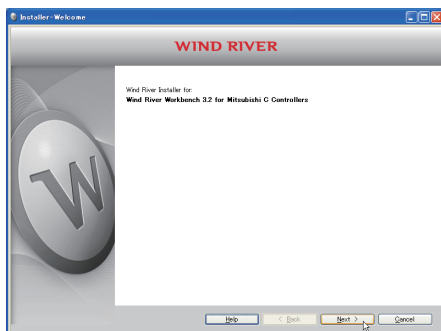 Installer-Welcome
WIND RIVER
Wind River Installer for:
Wind River Workbench 3.2 for Mitsubishi C Controllers
W
Help < Back Next > Cancel